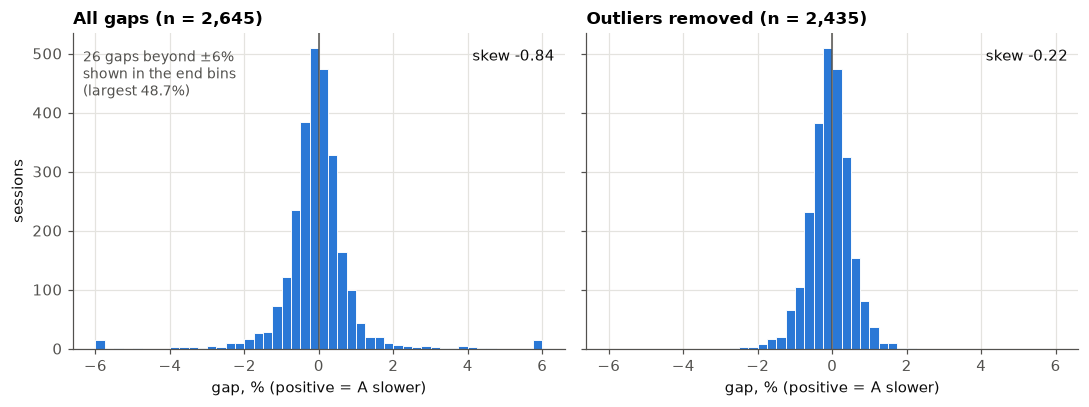 All gaps (n = 2,645)
26 gaps beyond ±6%
shown in the end bins
(largest 48.7%)
skew -0.84
sessions
500
400
300
200
100
0
−6
−4
−2
0
2
4
6
gap, % (positive = A slower)
Outliers removed (n = 2,435)
skew -0.22
−6
−4
−2
0
2
4
6
gap, % (positive = A slower)